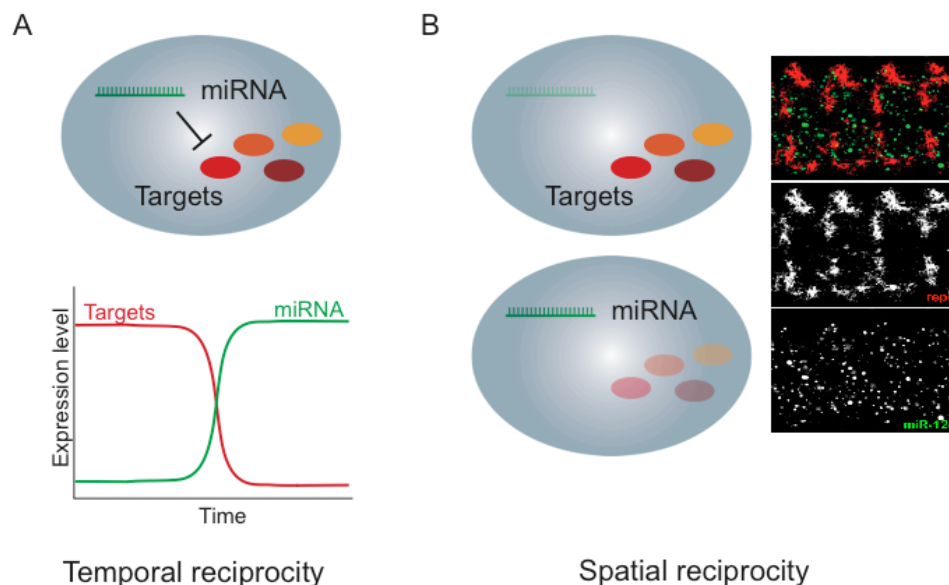 A
miRNA
Targets
Targets
miRNA
Expression level
Time
Temporal reciprocity
B
Targets
miRNA
Spatial reciprocity